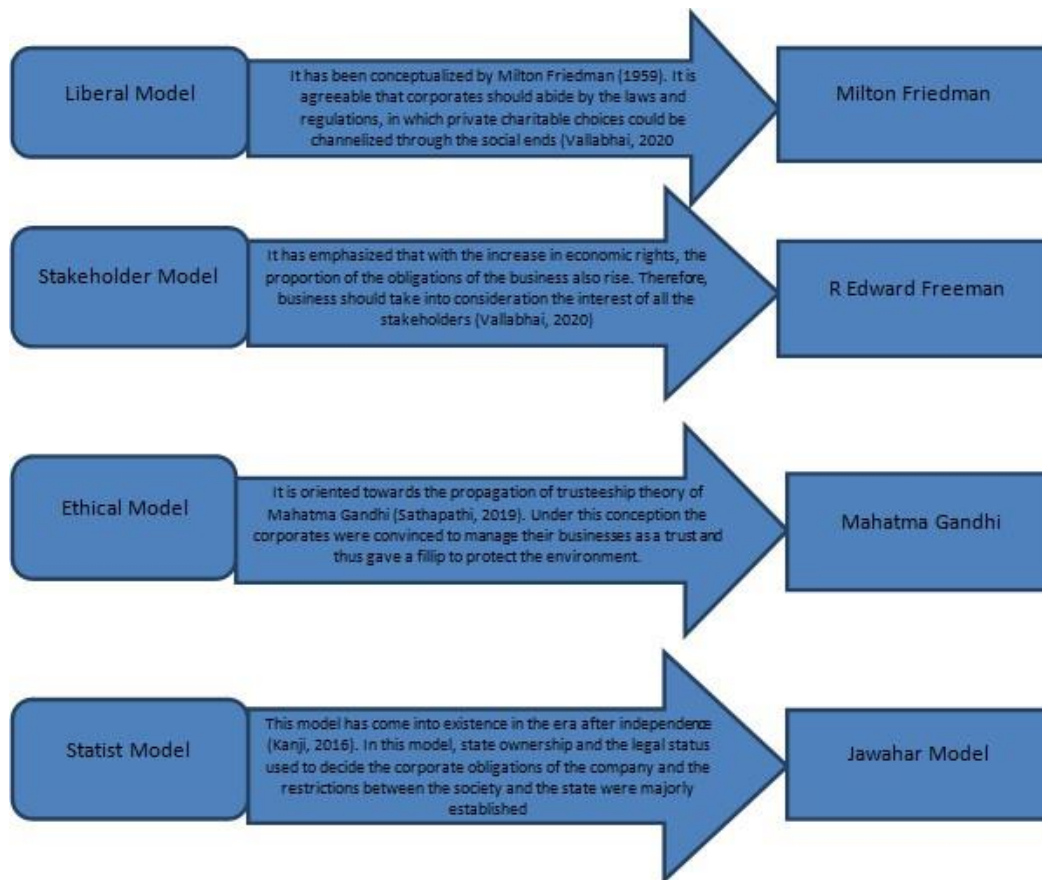 Liberal Model
It has been conceptualized by Milton Friedman (1959). It is
agreeable that corporates should abide by the laws and
regulations, in which private charitable choices could be
channelized through the social ends (Vallabhai, 2020
Milton Friedman
Stakeholder Model
It has emphasized that with the increase in economic rights, the
proportion of the obligations of the business also rise. Therefore,
business should take into consideration the interest of all the
stakeholders (Vallabhai, 2020)
R Edward Freeman
Ethical Model
It is oriented towards the propagation of trusteeship theory of
Mahatma Gandhi (Sathapathi, 2019). Under this conception the
corporates were convinced to manage their businesses as a trust and
thus gave a fillip to protect the environment.
Mahatma Gandhi
Statist Model
This model has come into existence in the era after independence
(Kanji, 2016). In this model, state ownership and the legal status
used to decide the corporate obligations of the company and the
restrictions between the society and the state were majorly
established
Jawahar Model